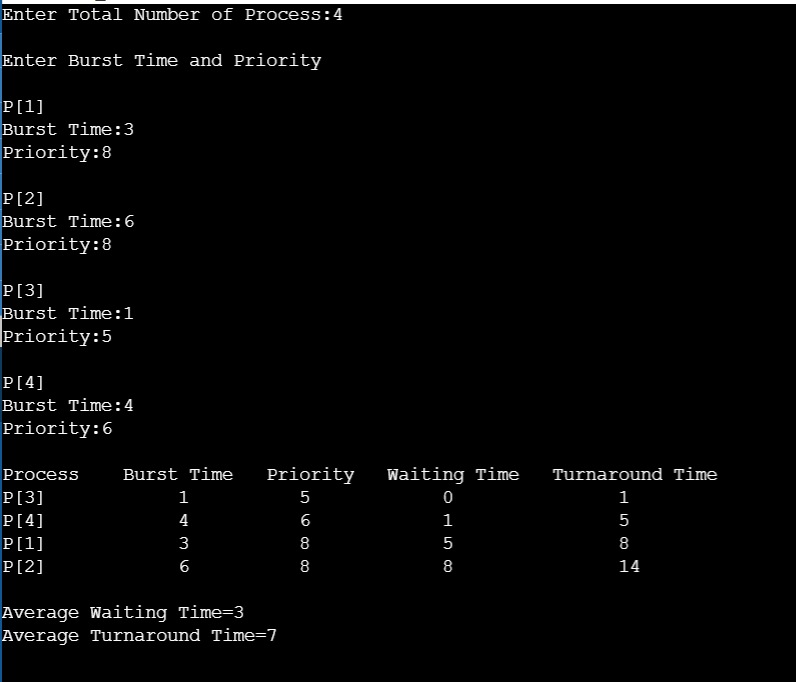 Enter Total Number of Process:4
Enter Burst Time and Priority
P[1]
Burst Time:3
Priority:8
P[2]
Burst Time:6
Priority:8
P[3]
Burst Time:1
Priority:5
P[4]
Burst Time:4
Priority:6
Process Burst Time Priority Waiting Time Turnaround Time
P[3] 1 5 0 1
P[4] 4 6 1 5
P[1] 3 8 5 8
P[2] 6 8 8 14
Average Waiting Time=3
Average Turnaround Time=7